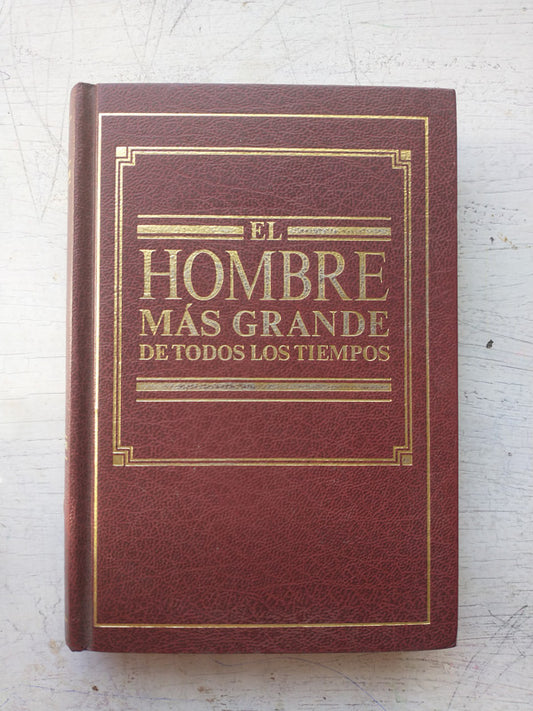 EL
HOMBRE
MÁS GRANDE
DE TODOS LOS TIEMPOS